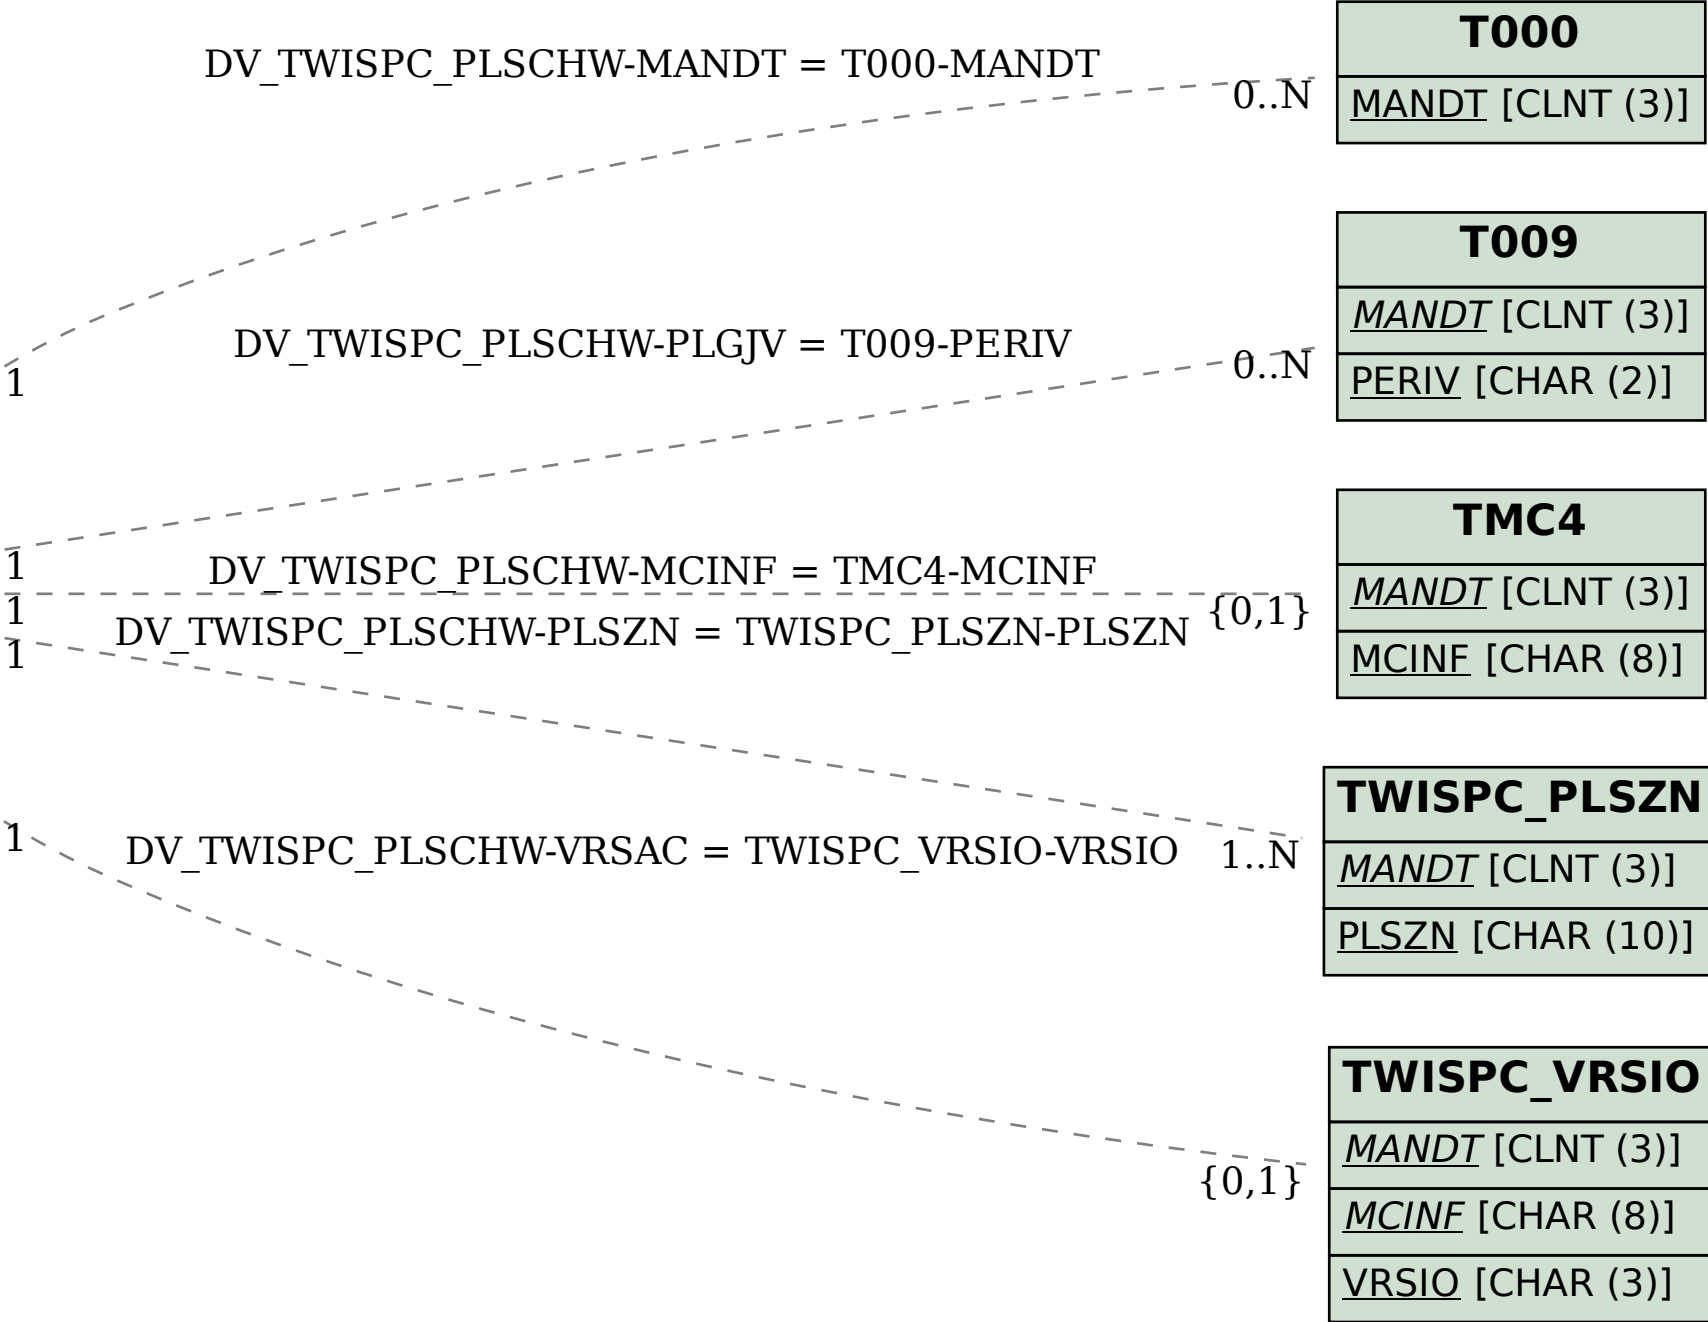 T000
MANDT [CLNT (3)]
DV_TWISPC_PLSCHW-MANDT = T000-MANDT
0..N
1
T009
MANDT [CLNT (3)]
PERIV [CHAR (2)]
DV_TWISPC_PLSCHW-PLGJV = T009-PERIV
0..N
1
TMC4
MANDT [CLNT (3)]
MCINF [CHAR (8)]
DV_TWISPC_PLSCHW-MCINF = TMC4-MCINF
{0,1}
1
DV_TWISPC_PLSCHW-PLSZN = TWISPC_PLSZN-PLSZN
1
1..N
TWISPC_PLSZN
MANDT [CLNT (3)]
PLSZN [CHAR (10)]
DV_TWISPC_PLSCHW-VRSAC = TWISPC_VRSIO-VRSIO
1
{0,1}
TWISPC_VRSIO
MANDT [CLNT (3)]
MCINF [CHAR (8)]
VRSIO [CHAR (3)]